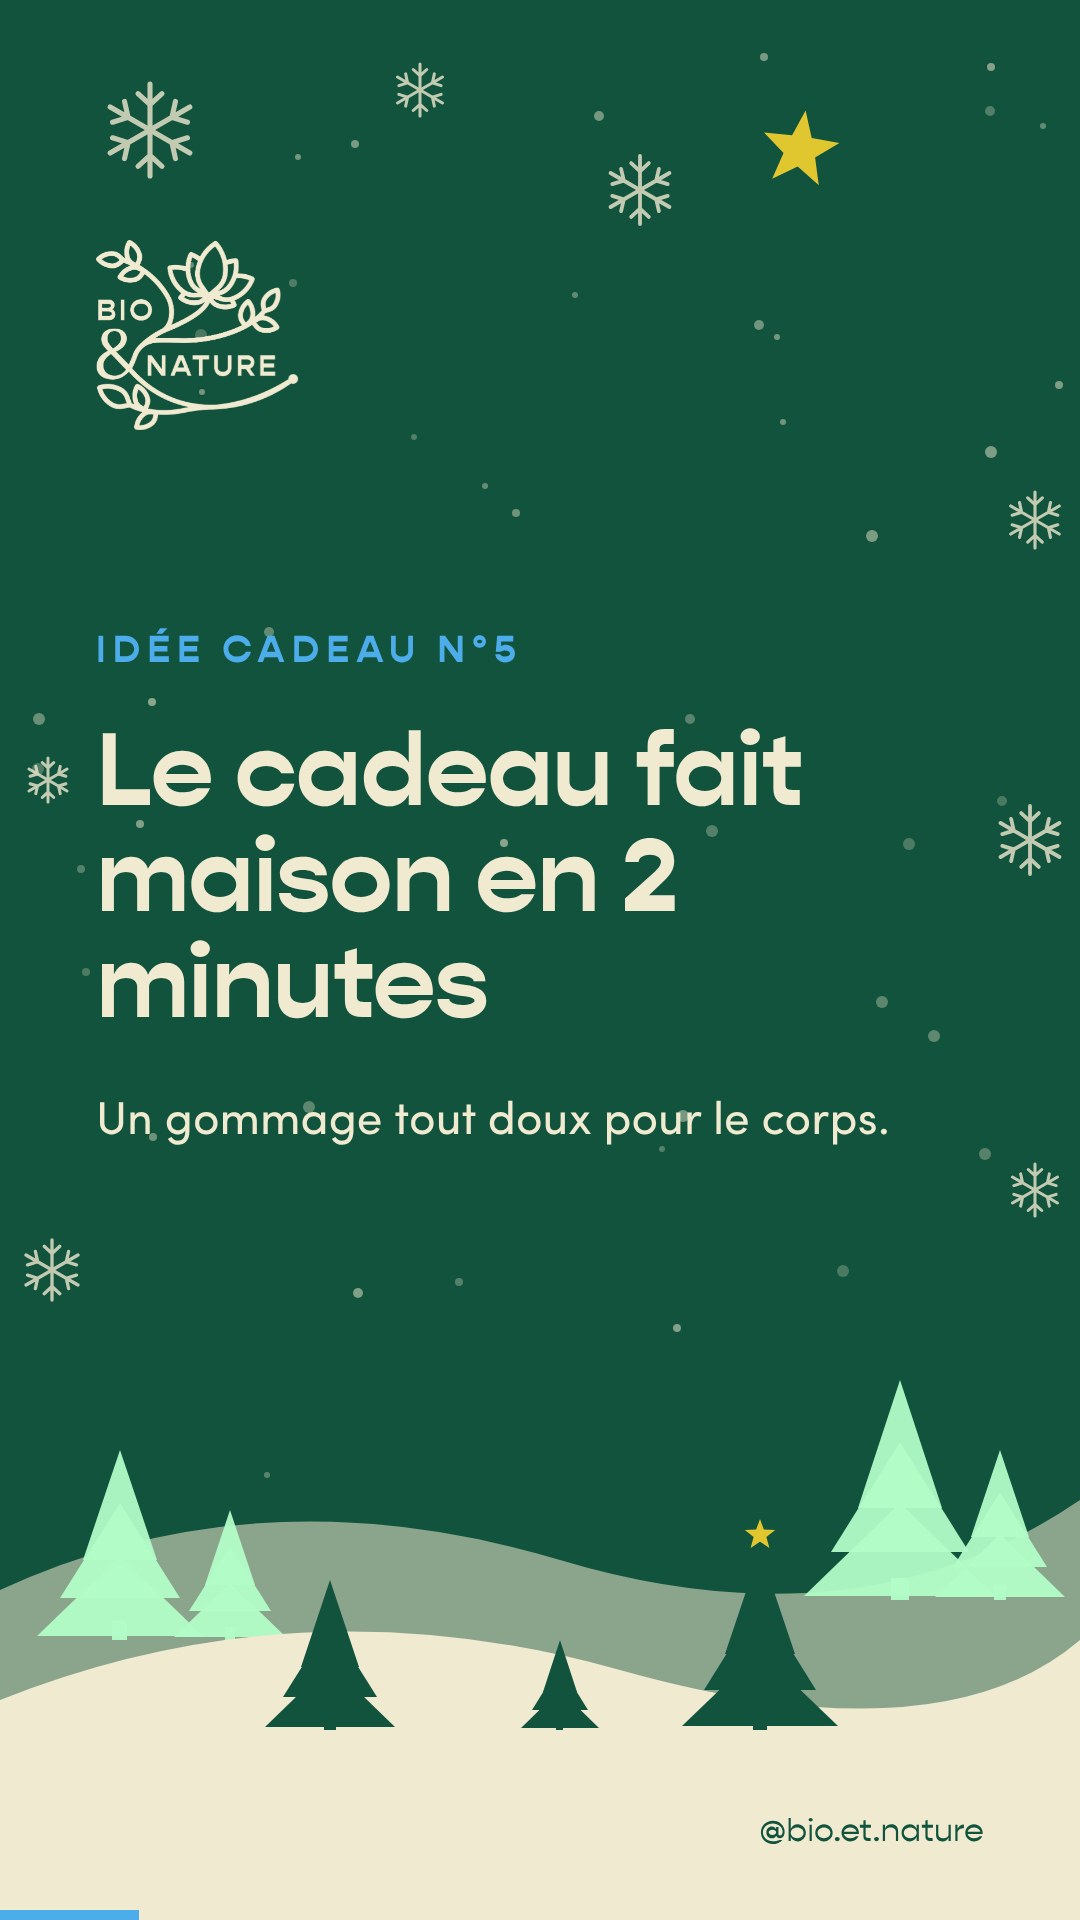 BIO
& NATURE
IDÉE CADEAU N°5
Le cadeau fait
maison en 2
minutes
Un gommage tout doux pour le corps.
@bio.et.nature